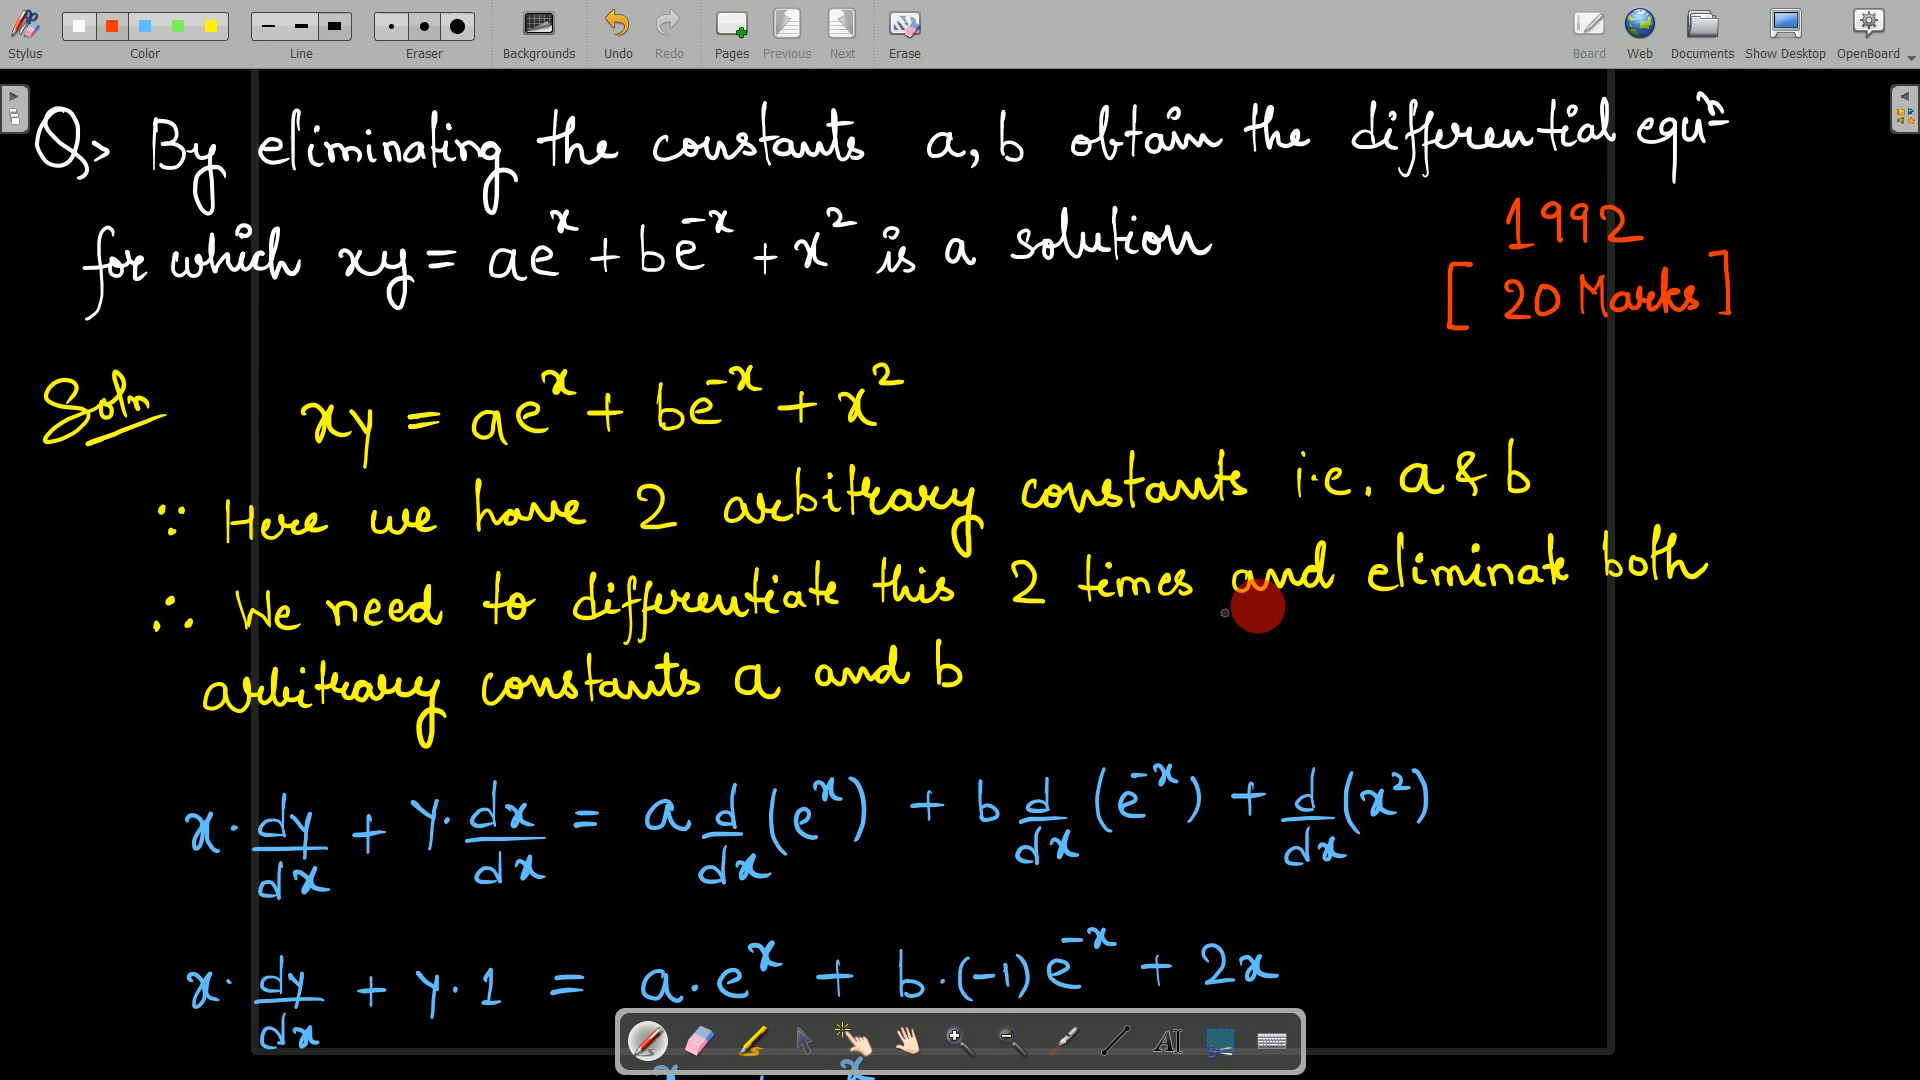 Stylus Color Line Eraser Backgrounds Undo Redo Pages Previous Next Erase Board Web Documents Show Desktop OpenBoard
Q> By eliminating the constants a, b obtain the differential equⁿ
for which xy = ae^x + be^-x + x² is a solution
1992
[20 Marks]
Soln xy = ae^x + be^-x + x²
∵ Here we have 2 arbitrary constants i.e. a & b
∴ We need to differentiate this 2 times and eliminate both
arbitrary constants a and b
x · dy/dx + y · dx/dx = a d/dx (e^x) + b d/dx (e^-x) + d/dx (x²)
x · dy/dx + y · 1 = a · e^x + b · (-1) e^-x + 2x